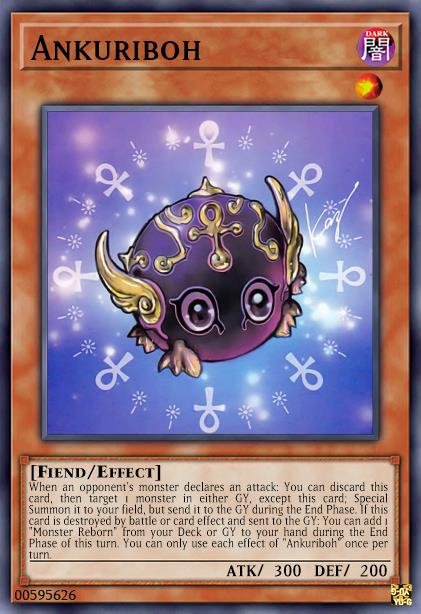 ANKURIBOH
DARK
闇
[FIEND/EFFECT]
When an opponent's monster declares an attack: You can discard this
card, then target 1 monster in either GY, except this card; Special
Summon it to your field, but send it to the GY during the End Phase. If this
card is destroyed by battle or card effect and sent to the GY: You can add 1
"Monster Reborn" from your Deck or GY to your hand during the End
Phase of this turn. You can only use each effect of "Ankuriboh" once per
turn.
ATK/ 300 DEF/ 200
00595626